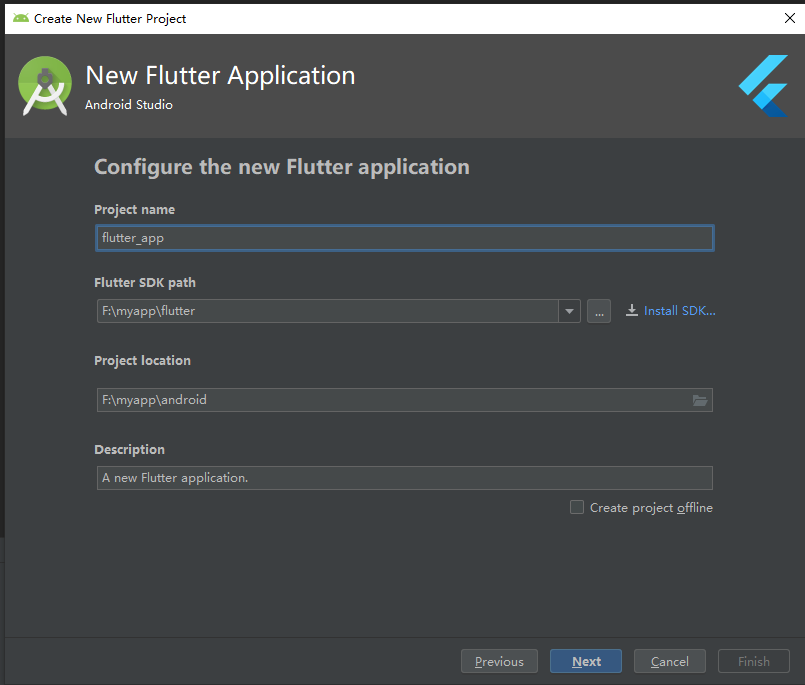 Create New Flutter Project
New Flutter Application
Android Studio
Configure the new Flutter application
Project name
flutter_app
Flutter SDK path
F:\myapp\flutter
...
Install SDK...
Project location
F:\myapp\android
Description
A new Flutter application.
Create project offline
Previous
Next
Cancel
Finish